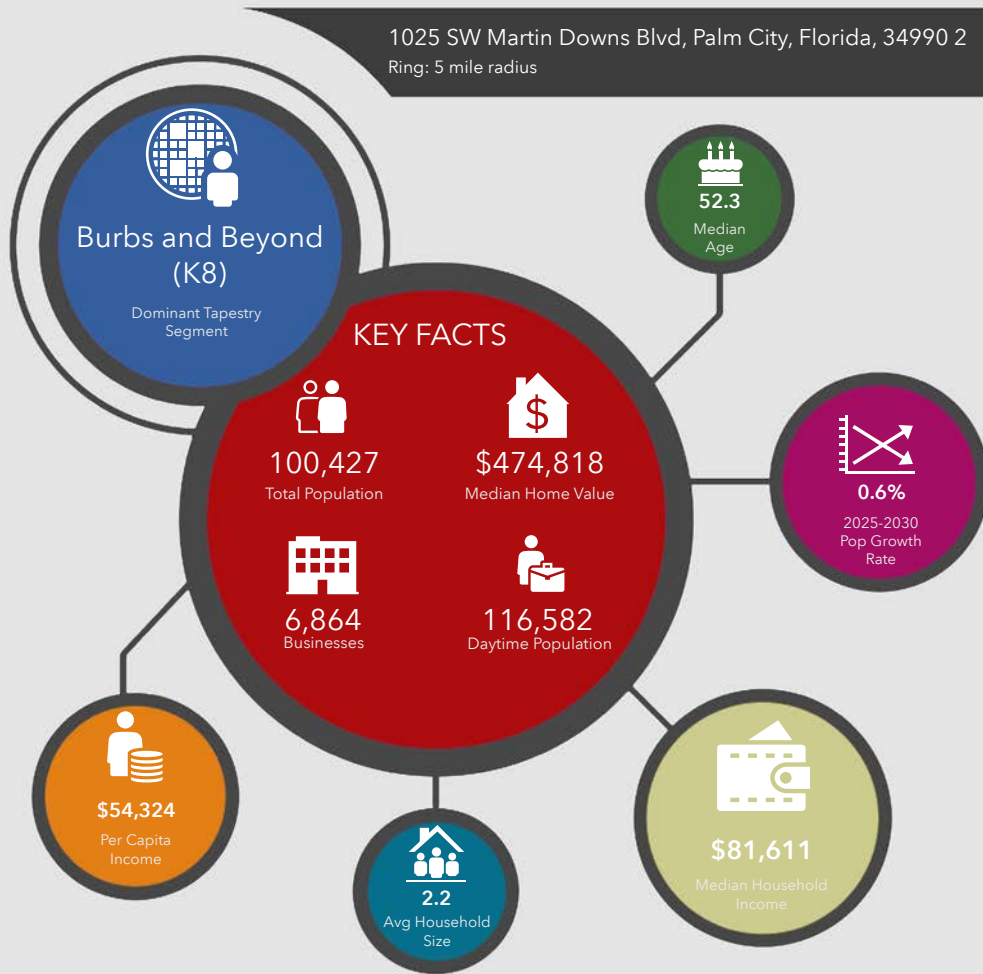 1025 SW Martin Downs Blvd, Palm City, Florida, 34990 2
Ring: 5 mile radius
Burbs and Beyond
(K8)
Dominant Tapestry
Segment
52.3
Median
Age
KEY FACTS
100,427
Total Population
$
$474,818
Median Home Value
6,864
Businesses
116,582
Daytime Population
0.6%
2025-2030
Pop Growth
Rate
$54,324
Per Capita
Income
2.2
Avg Household
Size
$81,611
Median Household
Income